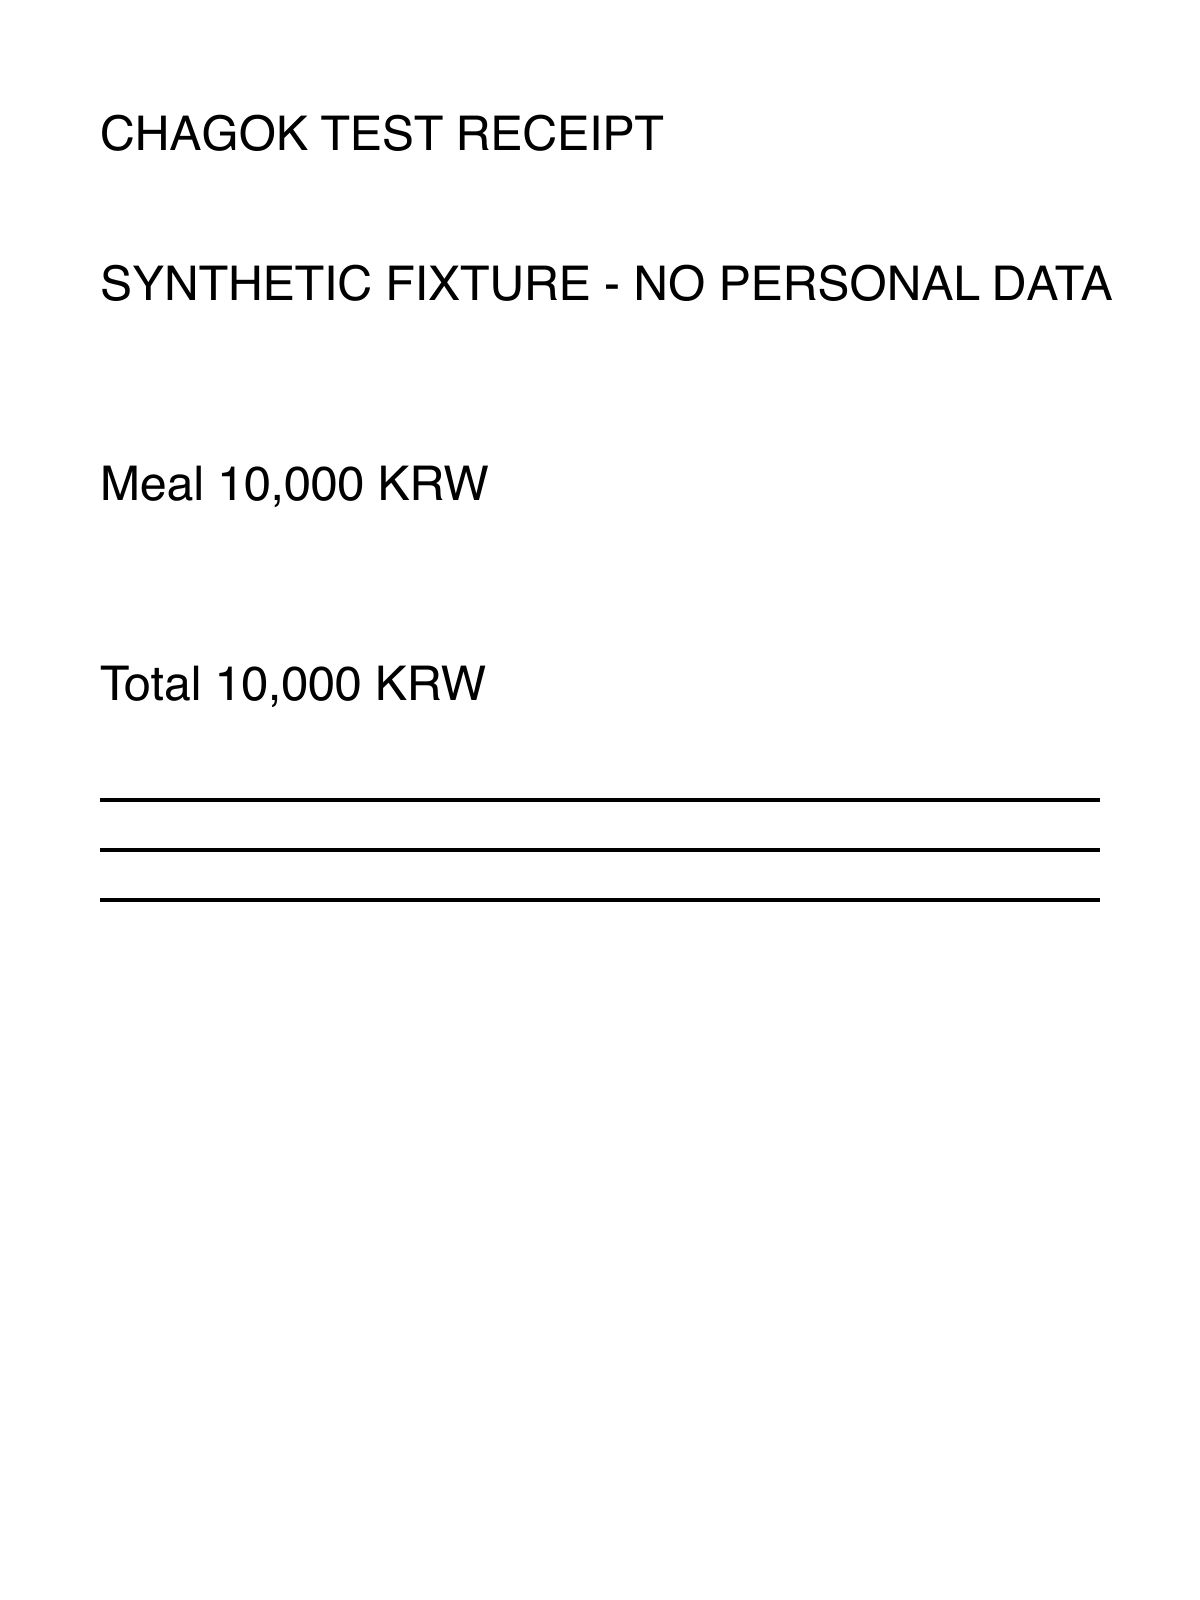 CHAGOK TEST RECEIPT
SYNTHETIC FIXTURE - NO PERSONAL DATA
Meal 10,000 KRW
Total 10,000 KRW